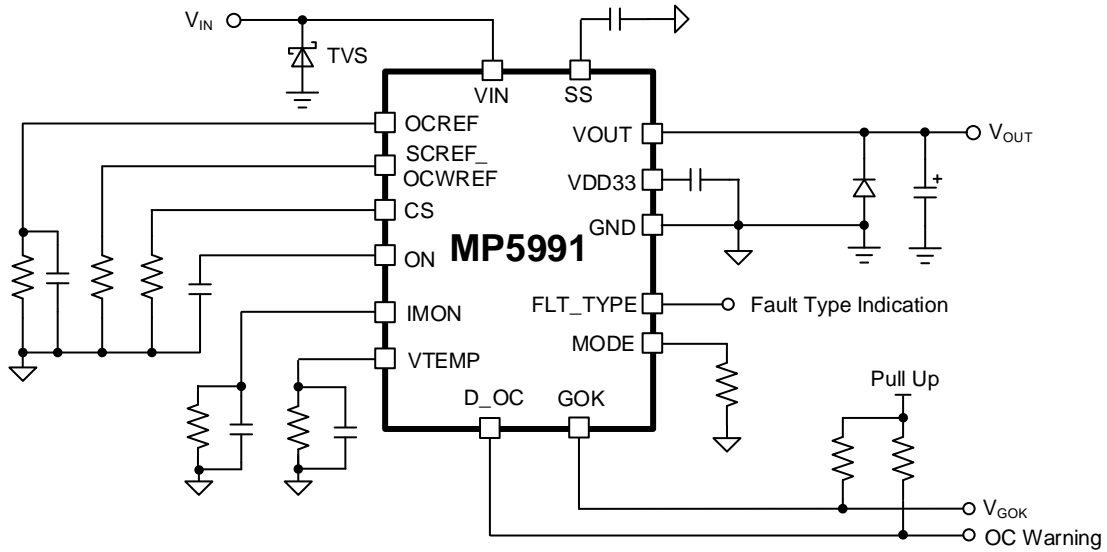 V_IN
TVS
VIN
SS
OCREF
SCREF_
OCWREF
CS
ON
IMON
VTEMP
MP5991
VOUT
VDD33
GND
FLT_TYPE
MODE
D_OC
GOK
V_OUT
+
Fault Type Indication
Pull Up
V_GOK
OC Warning